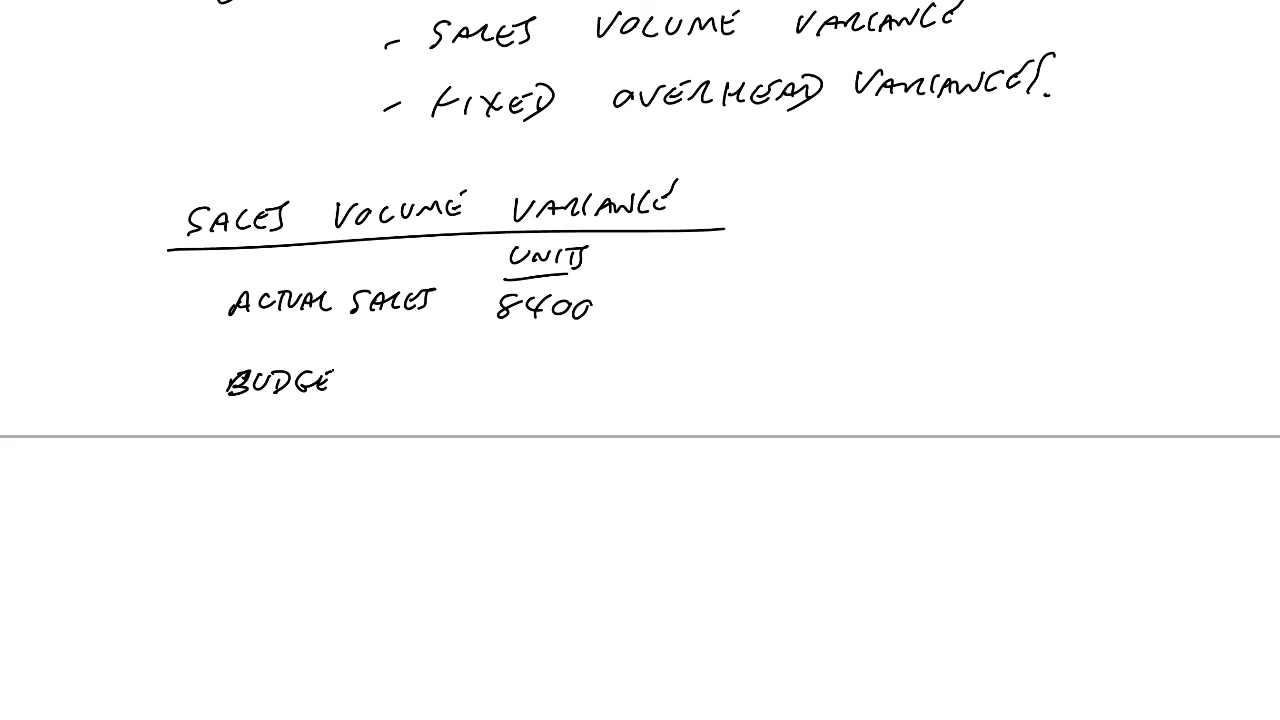 - SALES VOLUME VARIANCE
- FIXED OVERHEAD VARIANCES.
SALES VOLUME VARIANCE
UNITS
ACTUAL SALES 8400
BUDGE